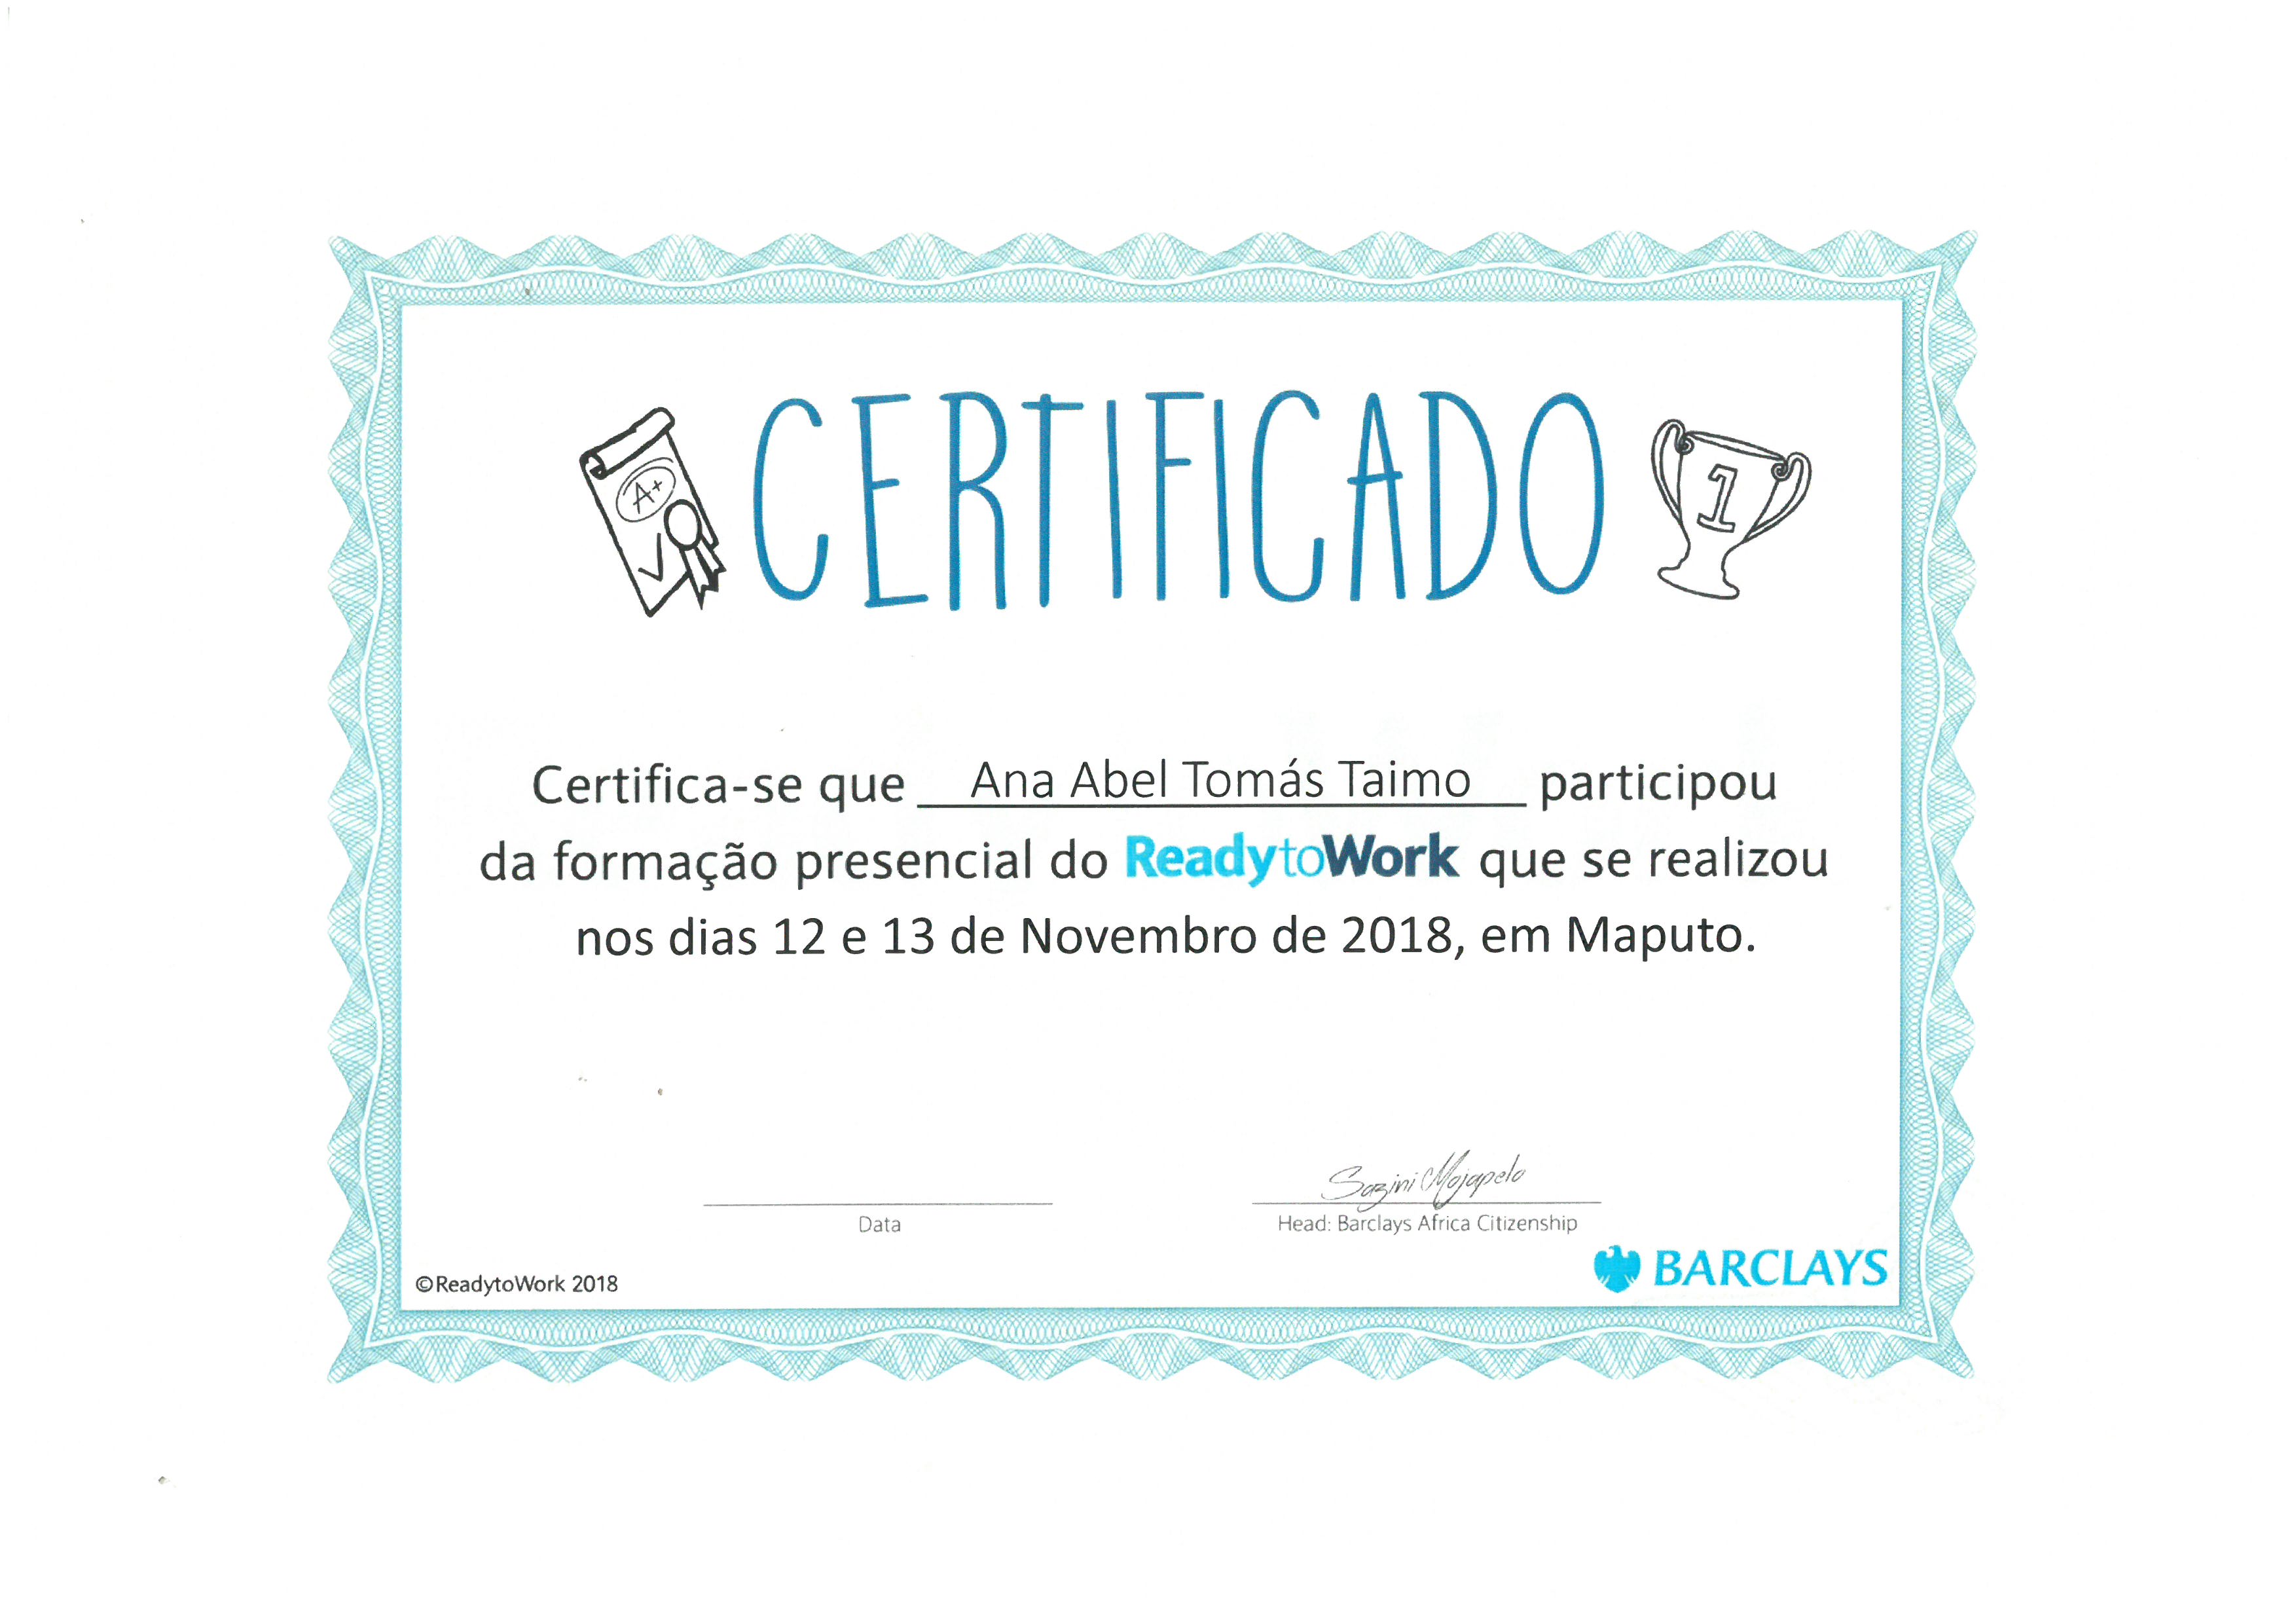 A+
CERTIFICADO
1
Certifica-se que Ana Abel Tomás Taimo participou
da formação presencial do ReadytoWork que se realizou
nos dias 12 e 13 de Novembro de 2018, em Maputo.
Sazini Mojapelo
Data
Head: Barclays Africa Citizenship
BARCLAYS
©ReadytoWork 2018